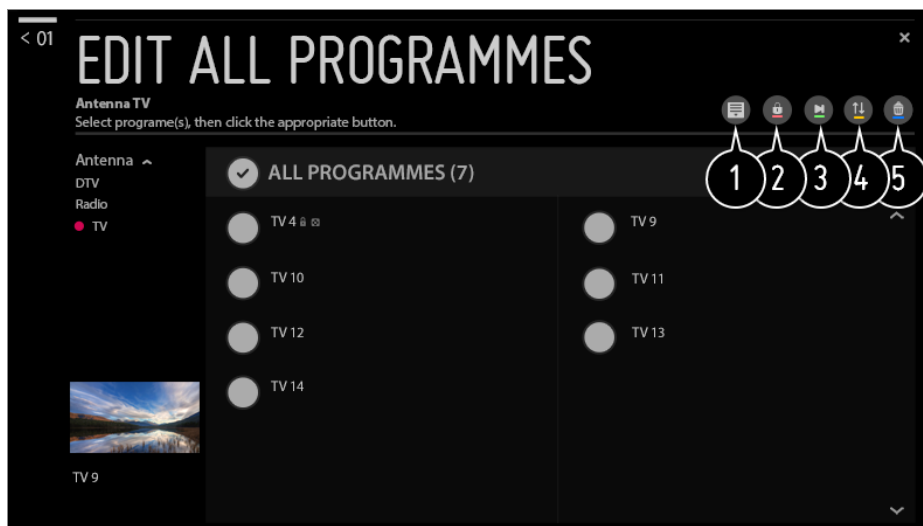 < 01
EDIT ALL PROGRAMMES
×
Antenna TV
Select programe(s), then click the appropriate button.
1 2 3 4 5
Antenna
DTV
Radio
TV
ALL PROGRAMMES (7)
TV 4
TV 9
TV 10
TV 11
TV 12
TV 13
TV 14
TV 9